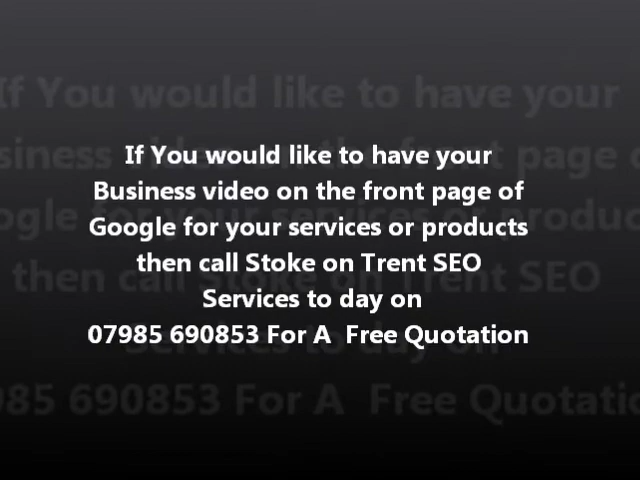 If You would like to have your
Business video on the front page of
Google for your services or products
then call Stoke on Trent SEO
Services to day on
07985 690853 For A  Free Quotation